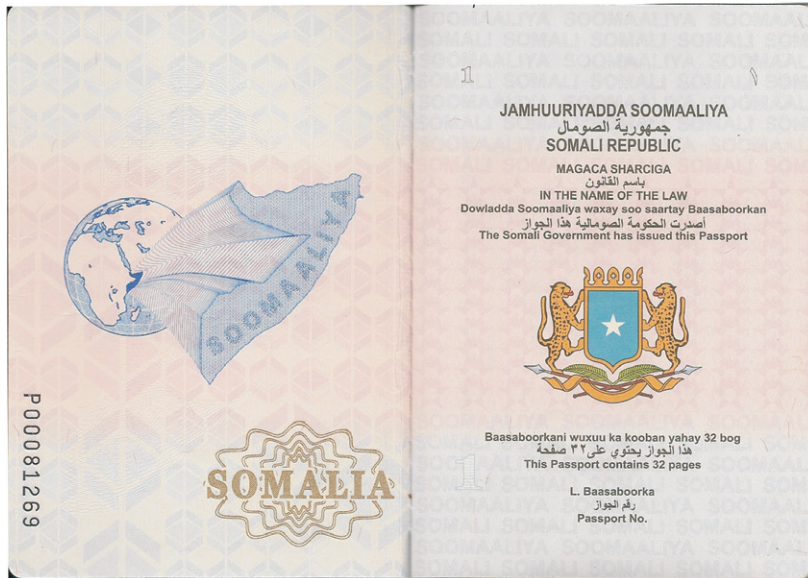 P00081269
SOOMAALIYA
SOMALIA
1
JAMHUURIYADDA SOOMAALIYA
جمهورية الصومال
SOMALI REPUBLIC
MAGACA SHARCIGA
باسم القانون
IN THE NAME OF THE LAW
Dowladda Soomaaliya waxay soo saartay Baasaboorkan
أصدرت الحكومة الصومالية هذا الجواز
The Somali Government has issued this Passport
Baasaboorkani wuxuu ka kooban yahay 32 bog
هذا الجواز يحتوي على ٣٢ صفحة
This Passport contains 32 pages
1
L. Baasaboorka
رقم الجواز
Passport No.